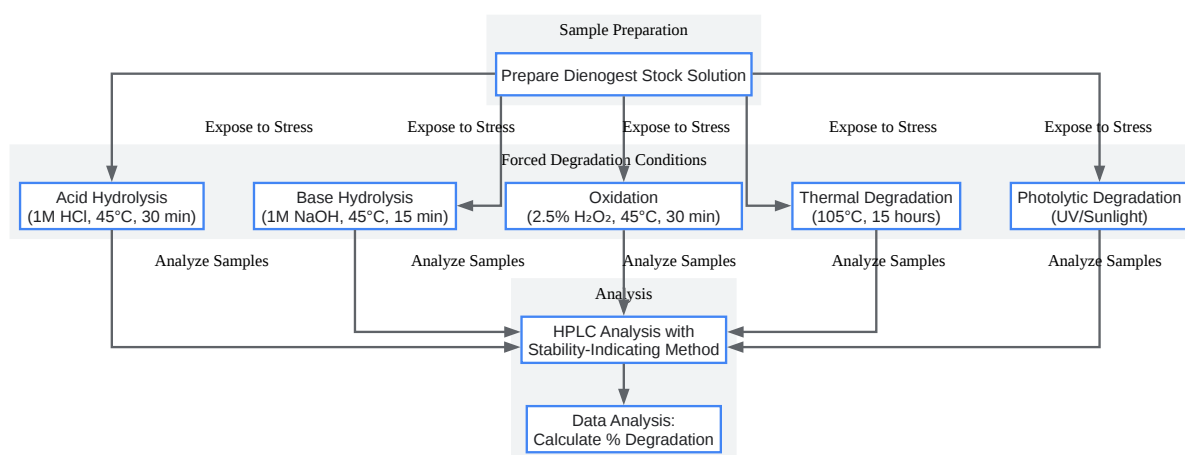 Sample Preparation
Prepare Dienogest Stock Solution
Expose to Stress
Expose to Stress
Expose to Stress
Expose to Stress
Expose to Stress
Forced Degradation Conditions
Acid Hydrolysis
(1M HCl, 45°C, 30 min)
Base Hydrolysis
(1M NaOH, 45°C, 15 min)
Oxidation
(2.5% H₂O₂, 45°C, 30 min)
Thermal Degradation
(105°C, 15 hours)
Photolytic Degradation
(UV/Sunlight)
Analyze Samples
Analyze Samples
Analyze Samples
Analyze Samples
Analyze Samples
Analysis
HPLC Analysis with
Stability-Indicating Method
Data Analysis:
Calculate % Degradation